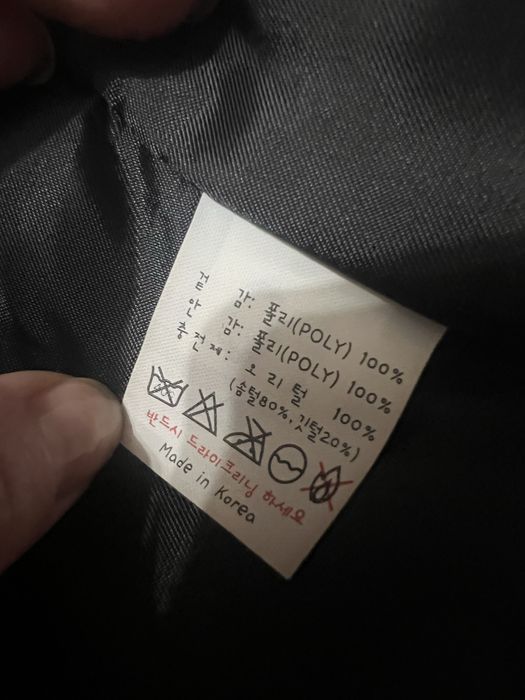 겉 감: 폴리(POLY) 100%
안 감: 폴리(POLY) 100%
충전제: 오리털 100%
(솜털80%, 깃털20%)
반드시 드라이크리닝 하세요
Made in Korea